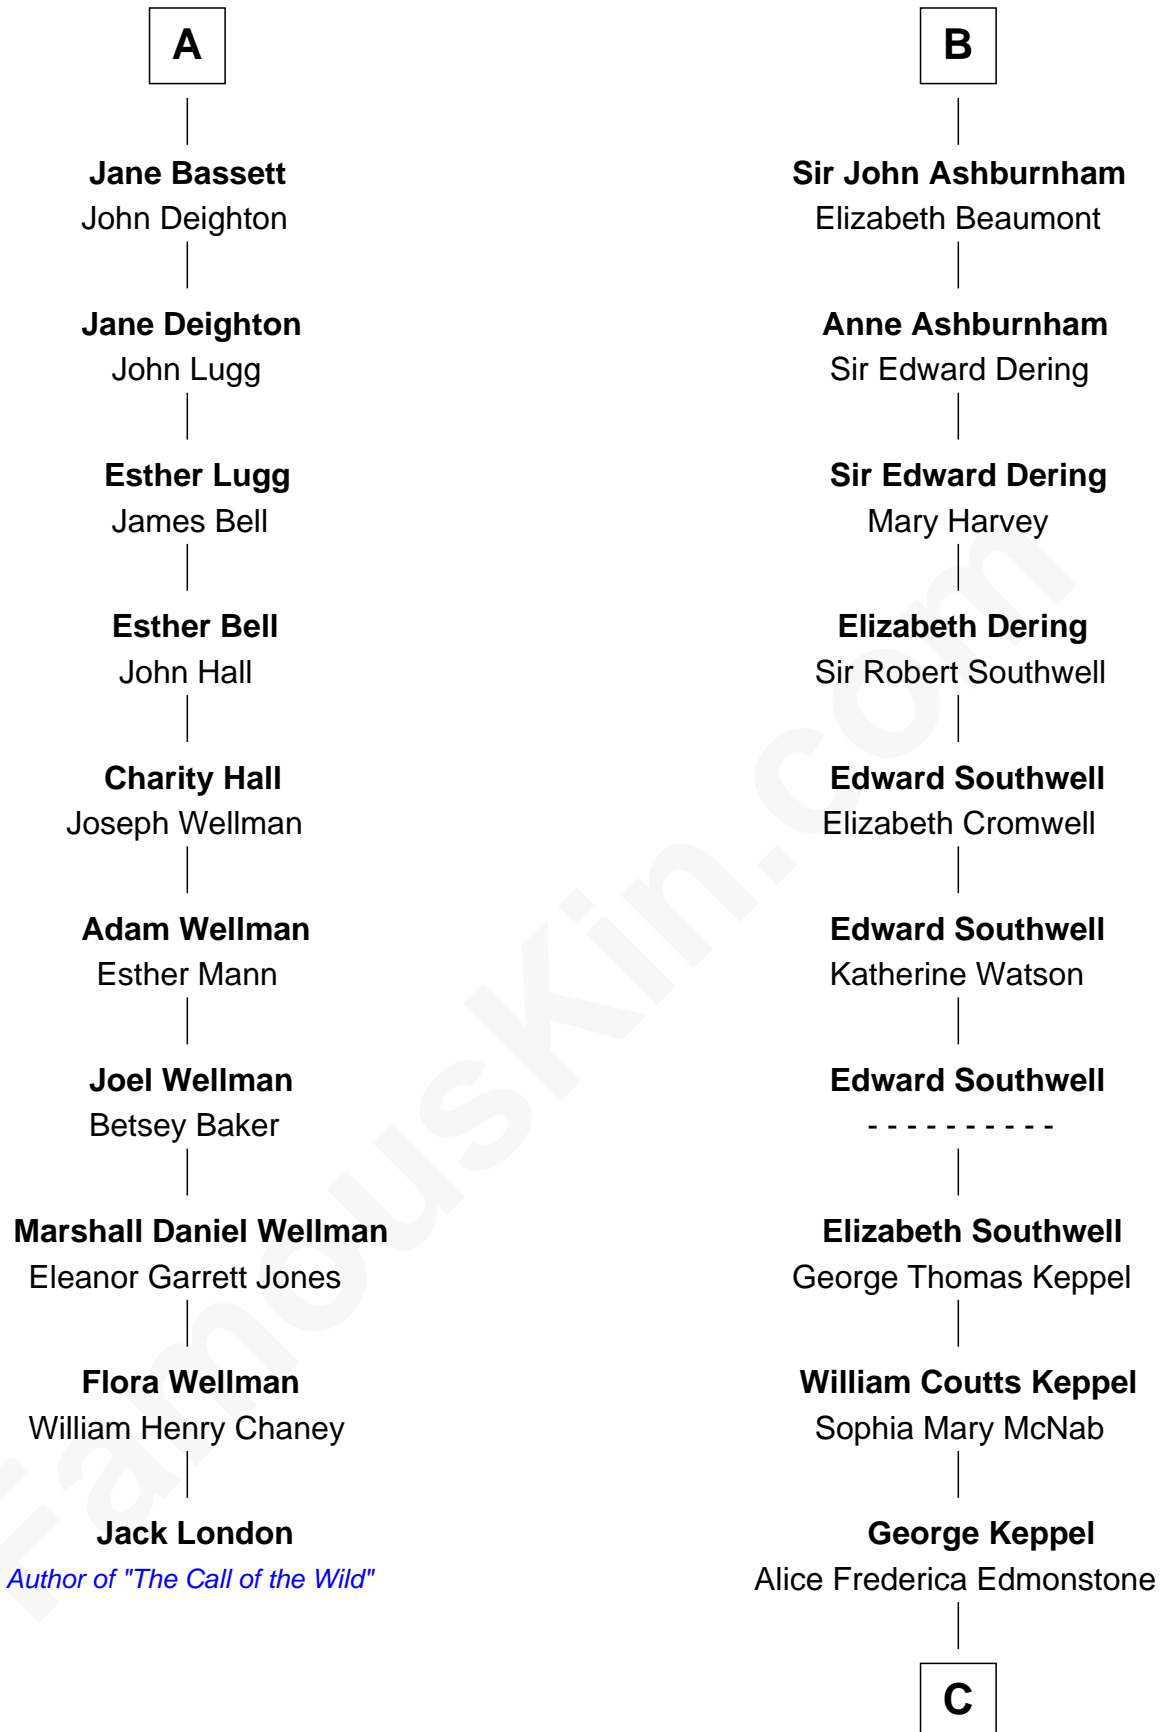 A
Jane Bassett
John Deighton
Jane Deighton
John Lugg
Esther Lugg
James Bell
Esther Bell
John Hall
Charity Hall
Joseph Wellman
Adam Wellman
Esther Mann
Joel Wellman
Betsey Baker
Marshall Daniel Wellman
Eleanor Garrett Jones
Flora Wellman
William Henry Chaney
Jack London
Author of "The Call of the Wild"
B
Sir John Ashburnham
Elizabeth Beaumont
Anne Ashburnham
Sir Edward Dering
Sir Edward Dering
Mary Harvey
Elizabeth Dering
Sir Robert Southwell
Edward Southwell
Elizabeth Cromwell
Edward Southwell
Katherine Watson
Edward Southwell
- - - - - - - - - -
Elizabeth Southwell
George Thomas Keppel
William Coutts Keppel
Sophia Mary McNab
George Keppel
Alice Frederica Edmonstone
C
FamousKin.com